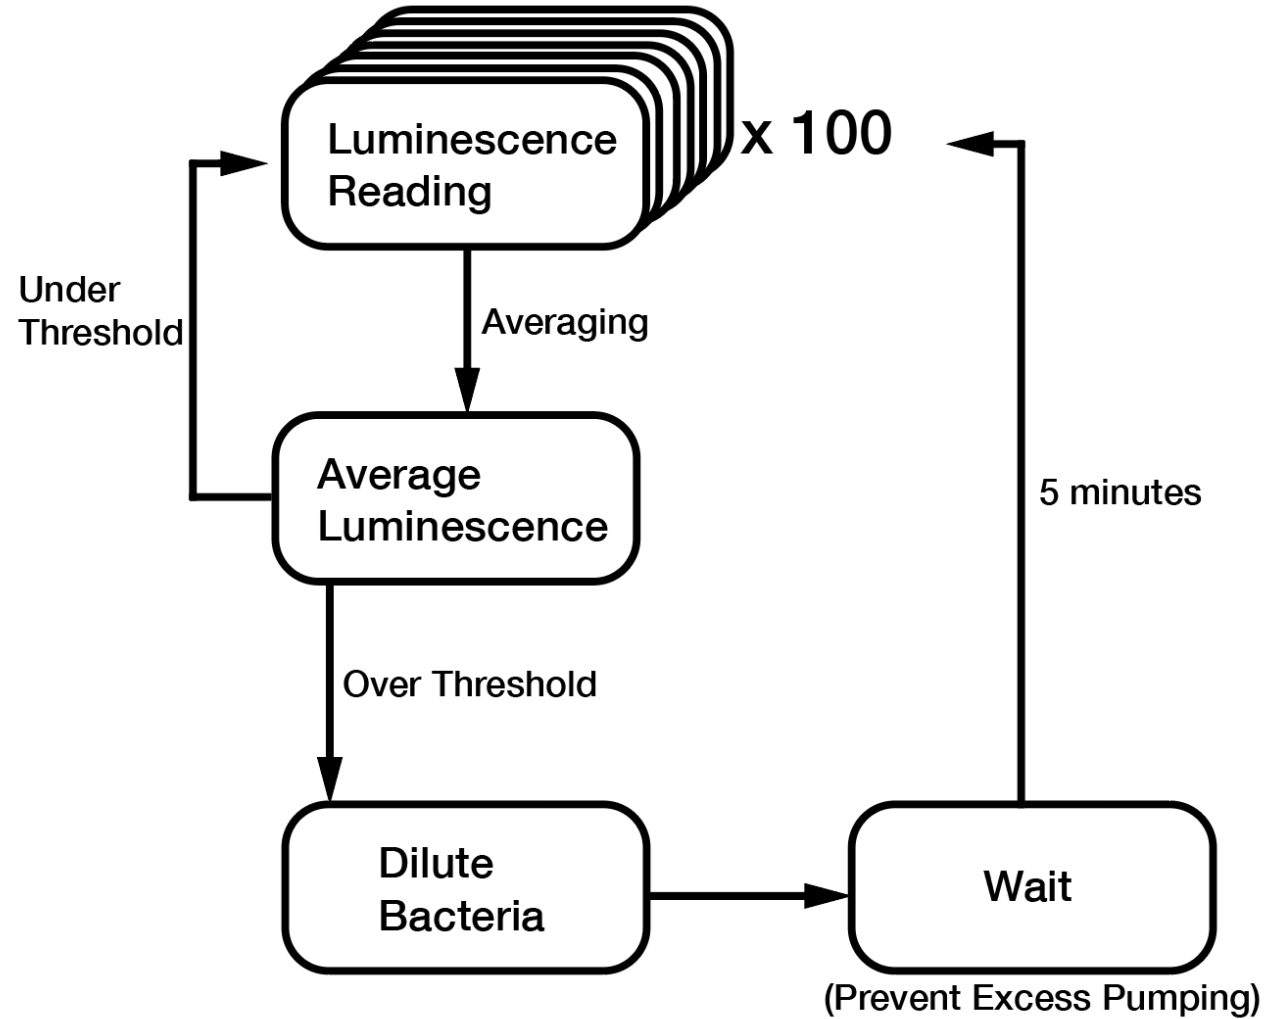 Luminescence
Reading
x 100
Under
Threshold
Averaging
Average
Luminescence
5 minutes
Over Threshold
Dilute
Bacteria
Wait
(Prevent Excess Pumping)